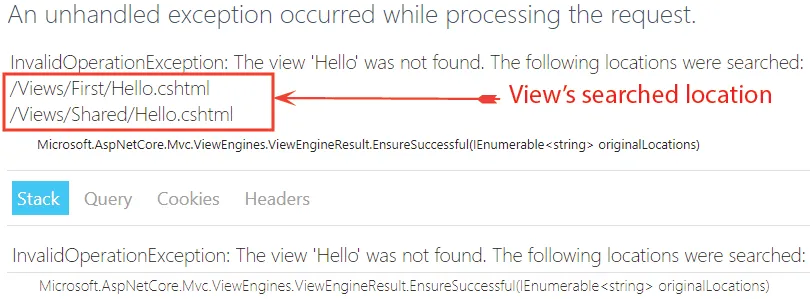 An unhandled exception occurred while processing the request.
InvalidOperationException: The view 'Hello' was not found. The following locations were searched:
/Views/First/Hello.cshtml
/Views/Shared/Hello.cshtml
View's searched location
Microsoft.AspNetCore.Mvc.ViewEngines.ViewEngineResult.EnsureSuccessful(IEnumerable<string> originalLocations)
Stack Query Cookies Headers
InvalidOperationException: The view 'Hello' was not found. The following locations were searched:
Microsoft.AspNetCore.Mvc.ViewEngines.ViewEngineResult.EnsureSuccessful(IEnumerable<string> originalLocations)